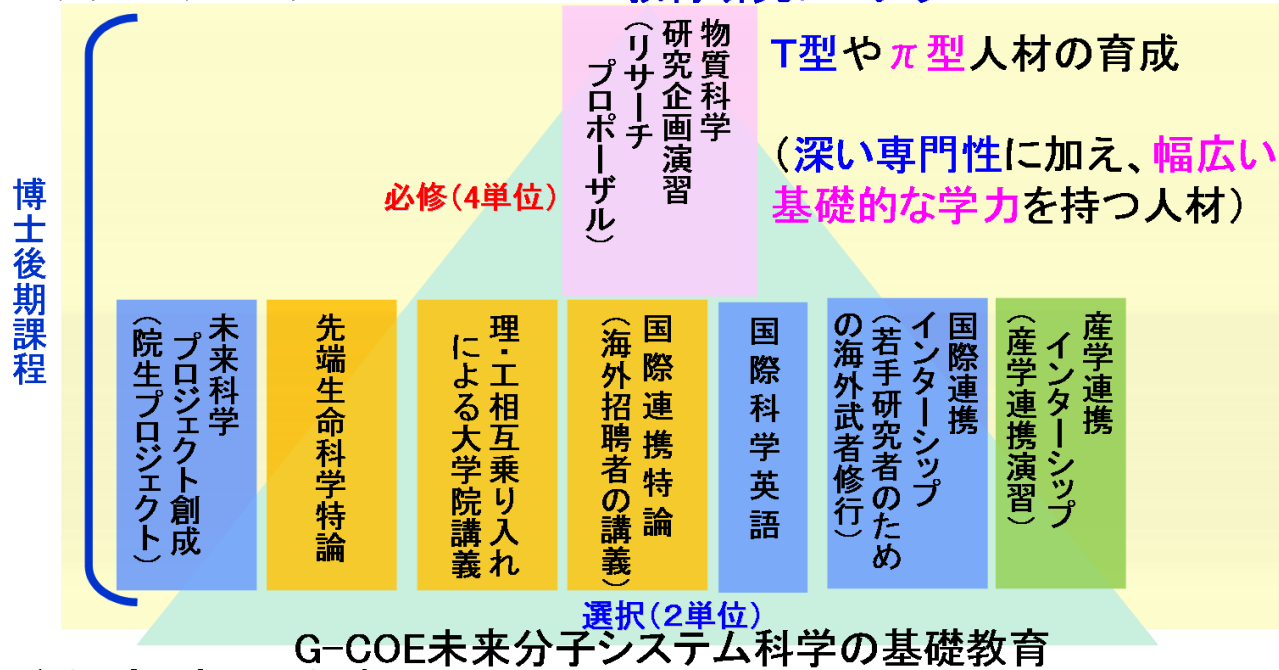 物質科学
研究企画演習
（リサーチ
プロポーザル）
T型やπ型人材の育成
（深い専門性に加え、幅広い
基礎的な学力を持つ人材）
必修（4単位）
博士後期課程
未来科学
プロジェクト創成
（院生プロジェクト）
先端生命科学特論
理・工相互乗り入れ
による大学院講義
国際連携特論
（海外招聘者の講義）
国際科学英語
国際連携
インターシップ
（若手研究者のため
の海外武者修行）
産学連携
インターシップ
（産学連携演習）
選択（２単位）
G-COE未来分子システム科学の基礎教育